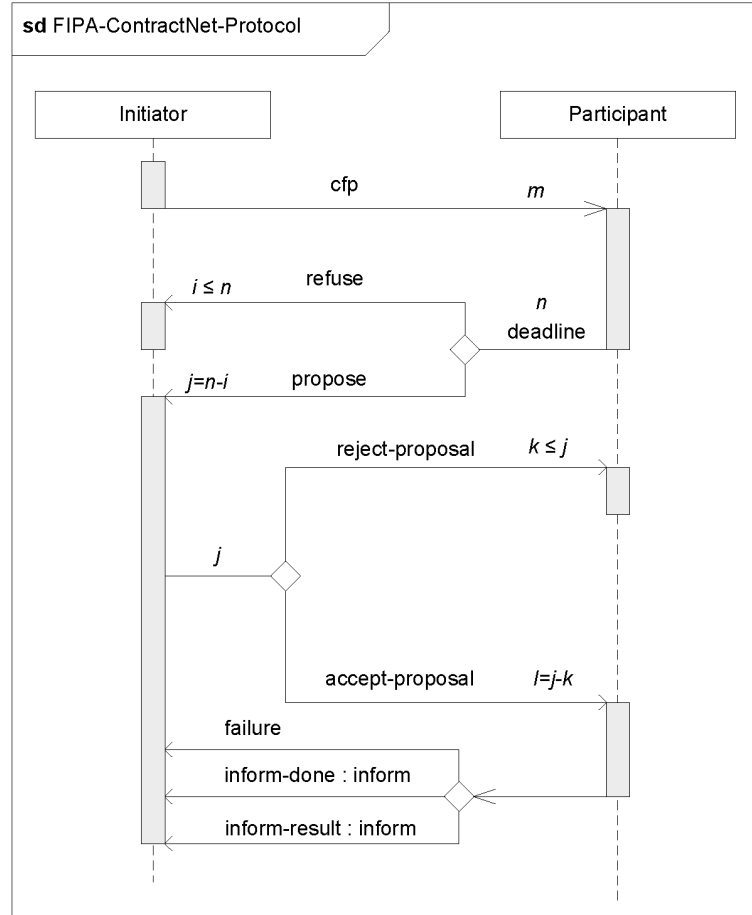 sd FIPA-ContractNet-Protocol
Initiator
Participant
cfp
m
refuse
i ≤ n
n
deadline
j=n-i
propose
reject-proposal
k ≤ j
j
accept-proposal
l=j-k
failure
inform-done : inform
inform-result : inform